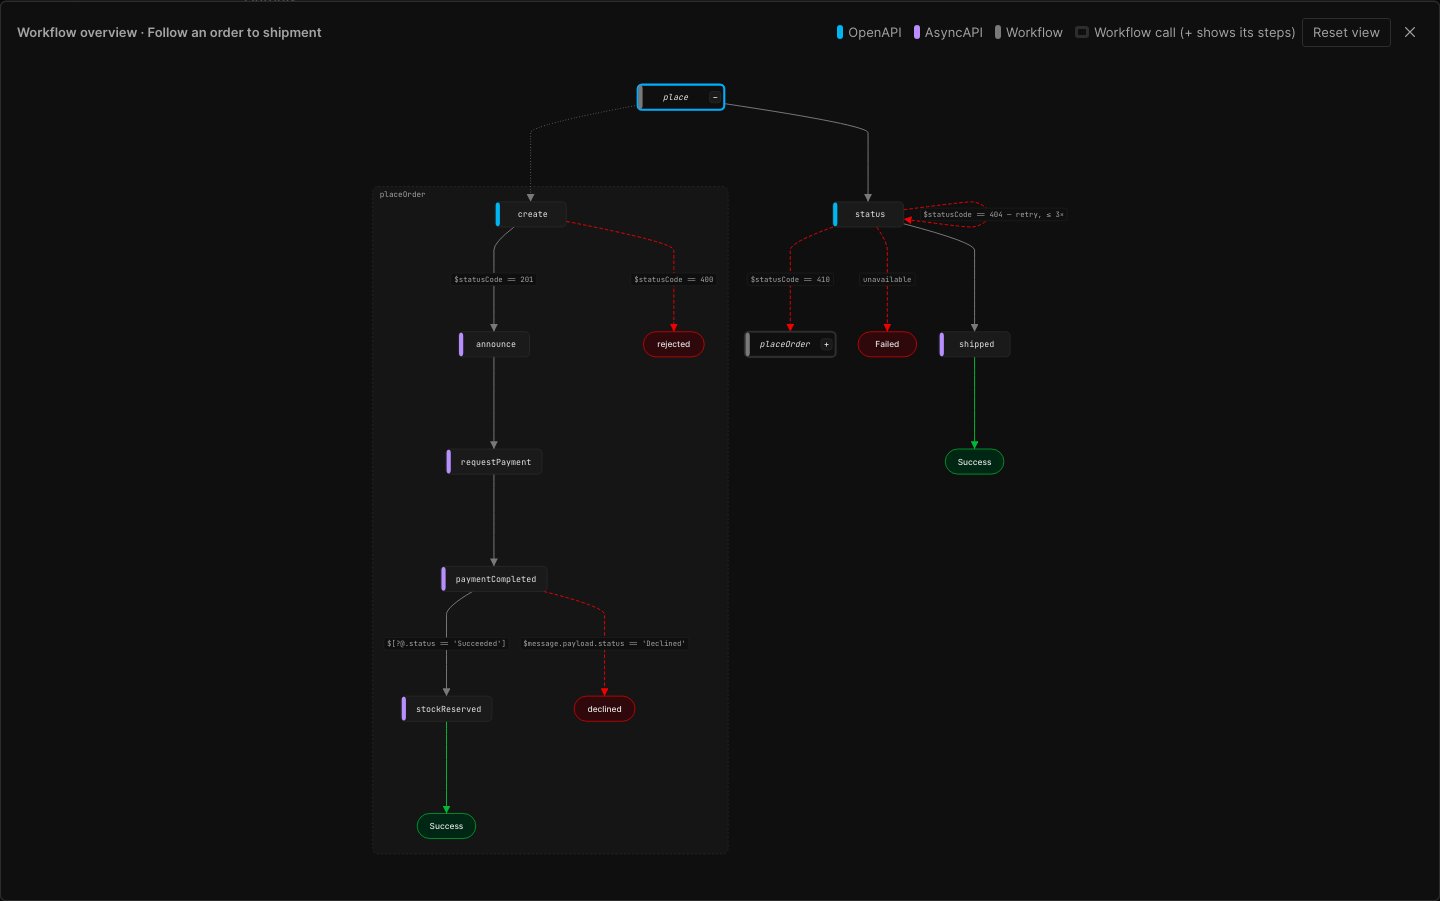 Workflow overview · Follow an order to shipment
OpenAPI
AsyncAPI
Workflow
Workflow call (+ shows its steps)
Reset view
place
−
placeOrder
create
status
$statusCode == 404 – retry, ≤ 3×
$statusCode == 201
$statusCode == 400
$statusCode == 410
unavailable
announce
rejected
placeOrder
+
Failed
shipped
requestPayment
Success
paymentCompleted
$[?@.status == 'Succeeded']
$message.payload.status == 'Declined'
stockReserved
declined
Success